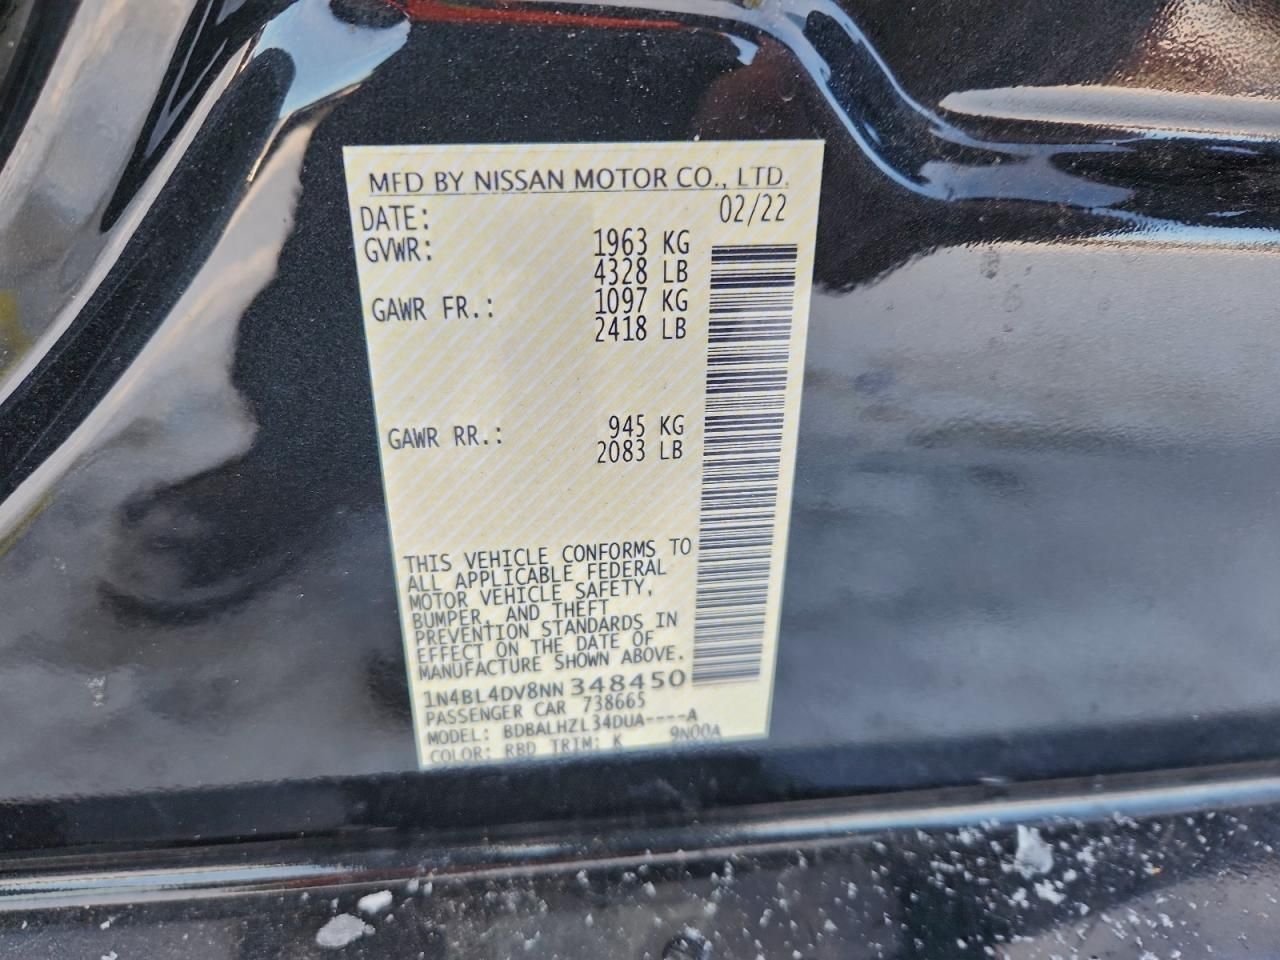 MFD BY NISSAN MOTOR CO., LTD.
DATE: 02/22
GVWR: 1963 KG
4328 LB
GAWR FR.: 1097 KG
2418 LB
GAWR RR.: 945 KG
2083 LB
THIS VEHICLE CONFORMS TO
ALL APPLICABLE FEDERAL
MOTOR VEHICLE SAFETY,
BUMPER, AND THEFT
PREVENTION STANDARDS IN
EFFECT ON THE DATE OF
MANUFACTURE SHOWN ABOVE.
1N4BL4DV8NN348450
PASSENGER CAR 738665
MODEL: BDBALHZL34DUA----A
COLOR: RBD TRIM: K 9N00A